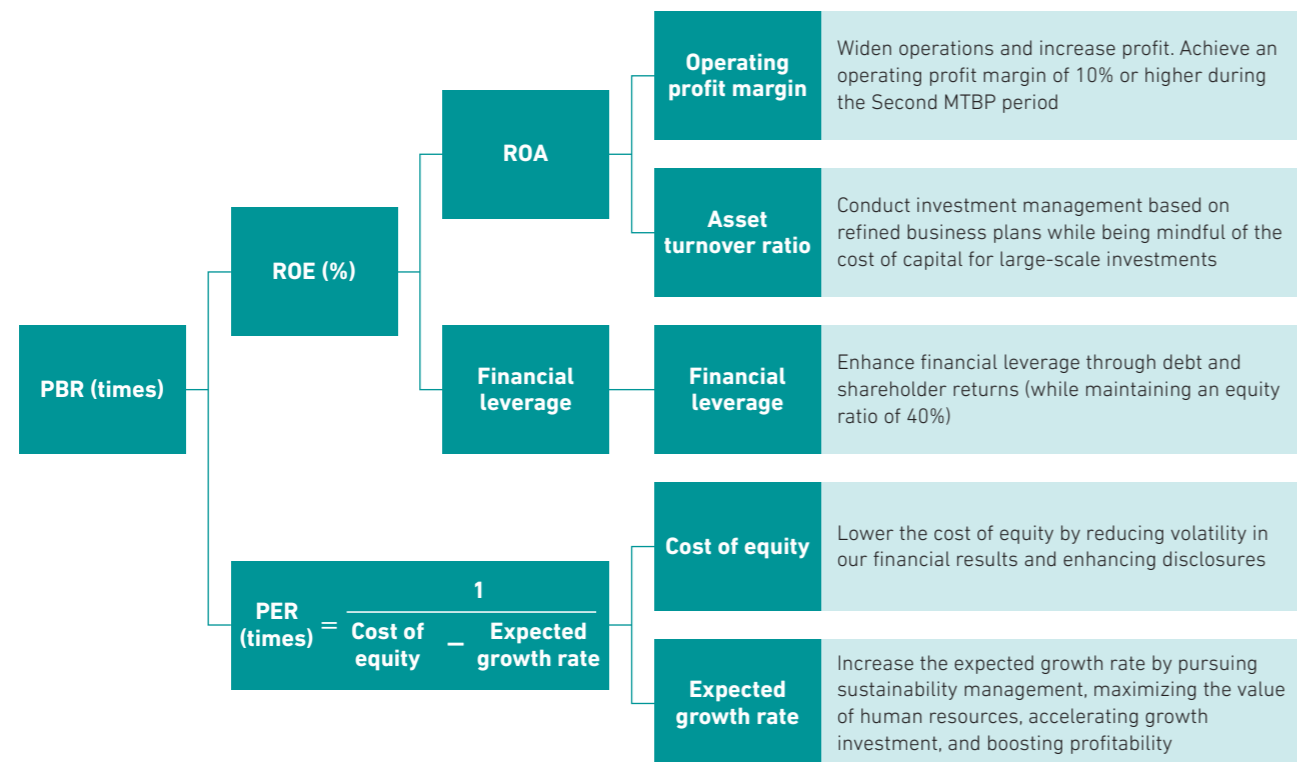 PBR (times)
ROE (%)
ROA
Operating
profit margin
Widen operations and increase profit. Achieve an
operating profit margin of 10% or higher during
the Second MTBP period
Asset
turnover ratio
Conduct investment management based on
refined business plans while being mindful of the
cost of capital for large-scale investments
Financial
leverage
Financial
leverage
Enhance financial leverage through debt and
shareholder returns (while maintaining an equity
ratio of 40%)
PER
(times)
=
1
Cost of
equity
−
Expected
growth rate
Cost of equity
Lower the cost of equity by reducing volatility in
our financial results and enhancing disclosures
Expected
growth rate
Increase the expected growth rate by pursuing
sustainability management, maximizing the value
of human resources, accelerating growth
investment, and boosting profitability